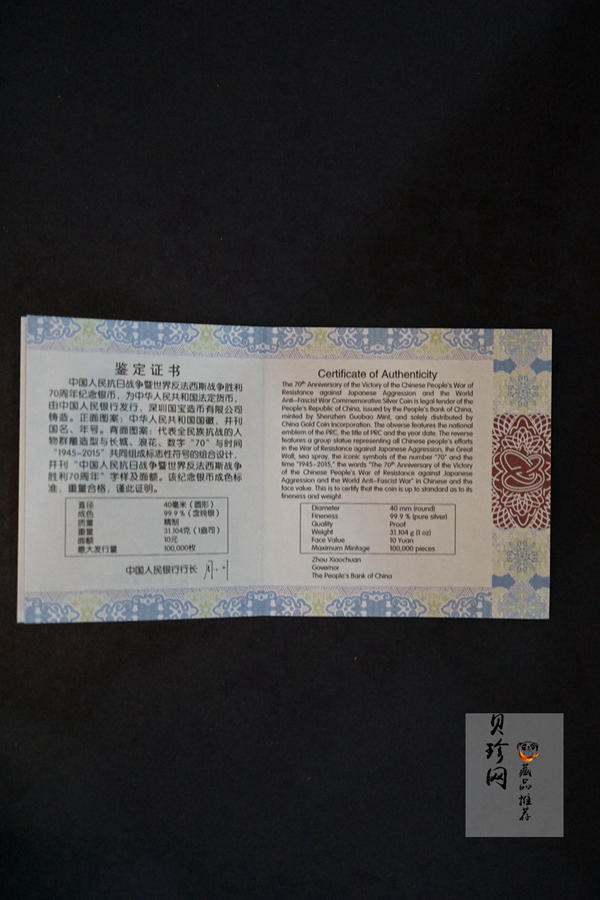 鉴定证书
中国人民抗日战争暨世界反法西斯战争胜利
70周年纪念银币，为中华人民共和国法定货币，
由中国人民银行发行，深圳国宝造币有限公司
铸造。正面图案：中华人民共和国国徽，并刊
国名、年号。背面图案：代表全民族抗战的人
物群雕造型与长城、浪花、数字“70”与时间
“1945-2015”共同组成标志性符号的组合设计，
并刊“中国人民抗日战争暨世界反法西斯战争
胜利70周年”字样及面额。该纪念银币成色标
准，重量合格，谨此证明。
直径 40毫米（圆形）
成色 99.9％（含纯银）
质量 精制
重量 31.104克（1盎司）
面额 10元
最大发行量 100,000枚
中国人民银行行长
Certificate of Authenticity
The 70th Anniversary of the Victory of the Chinese People's War of
Resistance against Japanese Aggression and the World
Anti-Fascist War Commemorative Silver Coin is legal tender of the
People's Republic of China, issued by the People's Bank of China,
minted by Shenzhen Guobao Mint, and solely distributed by
China Gold Coin Incorporation. The obverse features the national
emblem of the PRC, the title of PRC and the year date. The reverse
features a group statue representing all Chinese people's efforts
in the War of Resistance against Japanese Aggression, the Great
Wall, sea spray, the iconic symbols of the number "70" and the
time "1945-2015," the words "The 70th Anniversary of the Victory
of the Chinese People's War of Resistance against Japanese
Aggression and the World Anti-Fascist War" in Chinese and the
face value. This is to certify that the coin is up to standard as to its
fineness and weight.
Diameter 40 mm (round)
Fineness 99.9 % (pure silver)
Quality Proof
Weight 31.104 g (1 oz)
Face Value 10 Yuan
Maximum Mintage 100,000 pieces
Zhou Xiaochuan
Governor
The People's Bank of China
贝珍网
藏品推荐